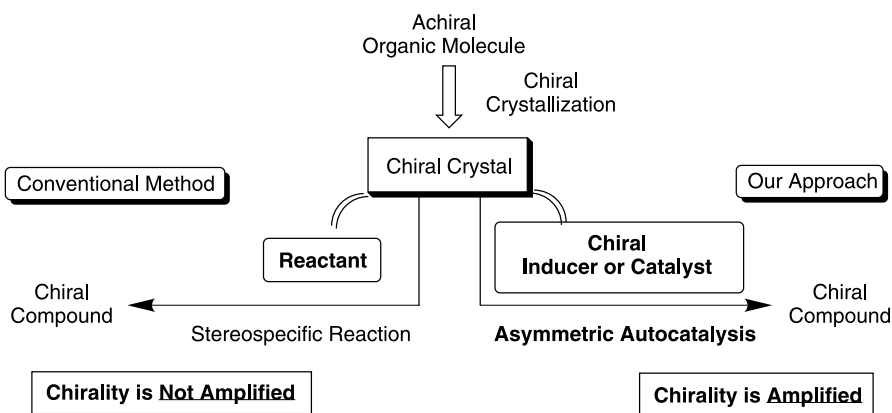 Achiral
Organic Molecule
Chiral
Crystallization
Chiral Crystal
Conventional Method
Our Approach
Reactant
Chiral
Inducer or Catalyst
Chiral
Compound
Stereospecific Reaction
Asymmetric Autocatalysis
Chiral
Compound
Chirality is Not Amplified
Chirality is Amplified